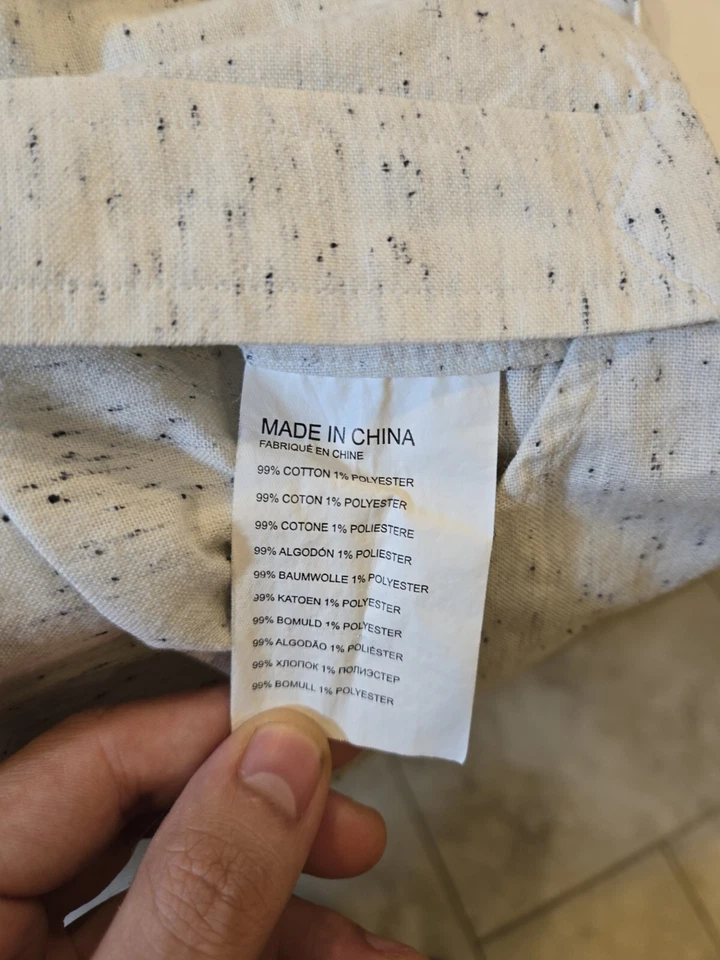 MADE IN CHINA
FABRIQUÉ EN CHINE
99% COTTON 1% POLYESTER
99% COTON 1% POLYESTER
99% COTONE 1% POLIESTERE
99% ALGODÓN 1% POLIESTER
99% BAUMWOLLE 1% POLYESTER
99% KATOEN 1% POLYESTER
99% BOMULD 1% POLYESTER
99% ALGODÃO 1% POLIÉSTER
99% ХЛОПОК 1% ПОЛИЭСТЕР
99% BOMULL 1% POLYESTER